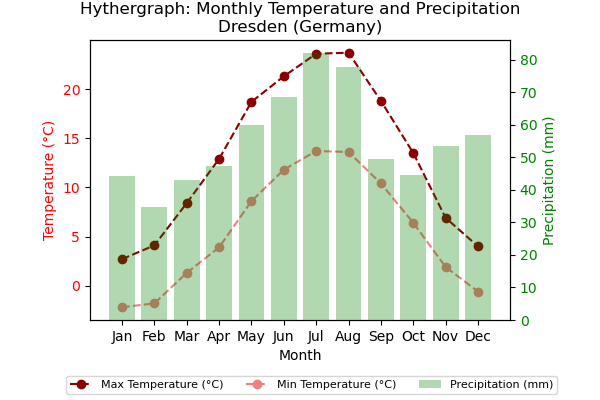 Hythergraph: Monthly Temperature and Precipitation
Dresden (Germany)
Temperature (°C)
20
15
10
5
0
80
70
60
50
40
30
20
10
0
Precipitation (mm)
Jan Feb Mar Apr May Jun Jul Aug Sep Oct Nov Dec
Month
Max Temperature (°C) Min Temperature (°C) Precipitation (mm)